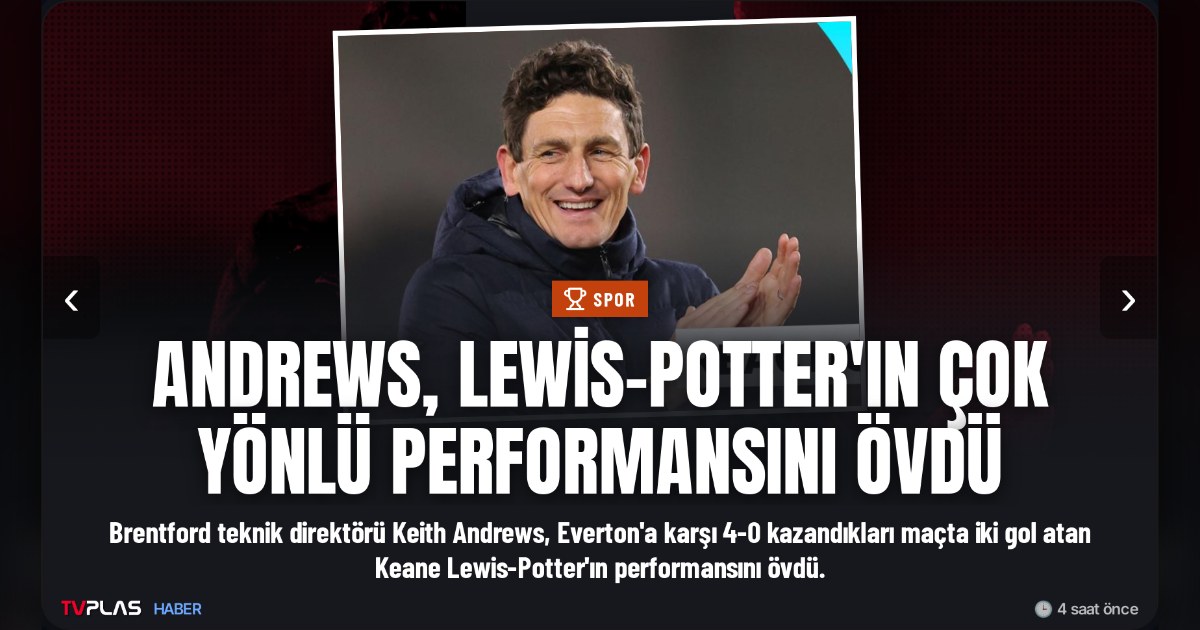 SPOR
ANDREWS, LEWİS-POTTER'IN ÇOK
YÖNLÜ PERFORMANSINI ÖVDÜ
Brentford teknik direktörü Keith Andrews, Everton'a karşı 4-0 kazandıkları maçta iki gol atan
Keane Lewis-Potter'ın performansını övdü.
TVPLAS HABER
4 saat önce